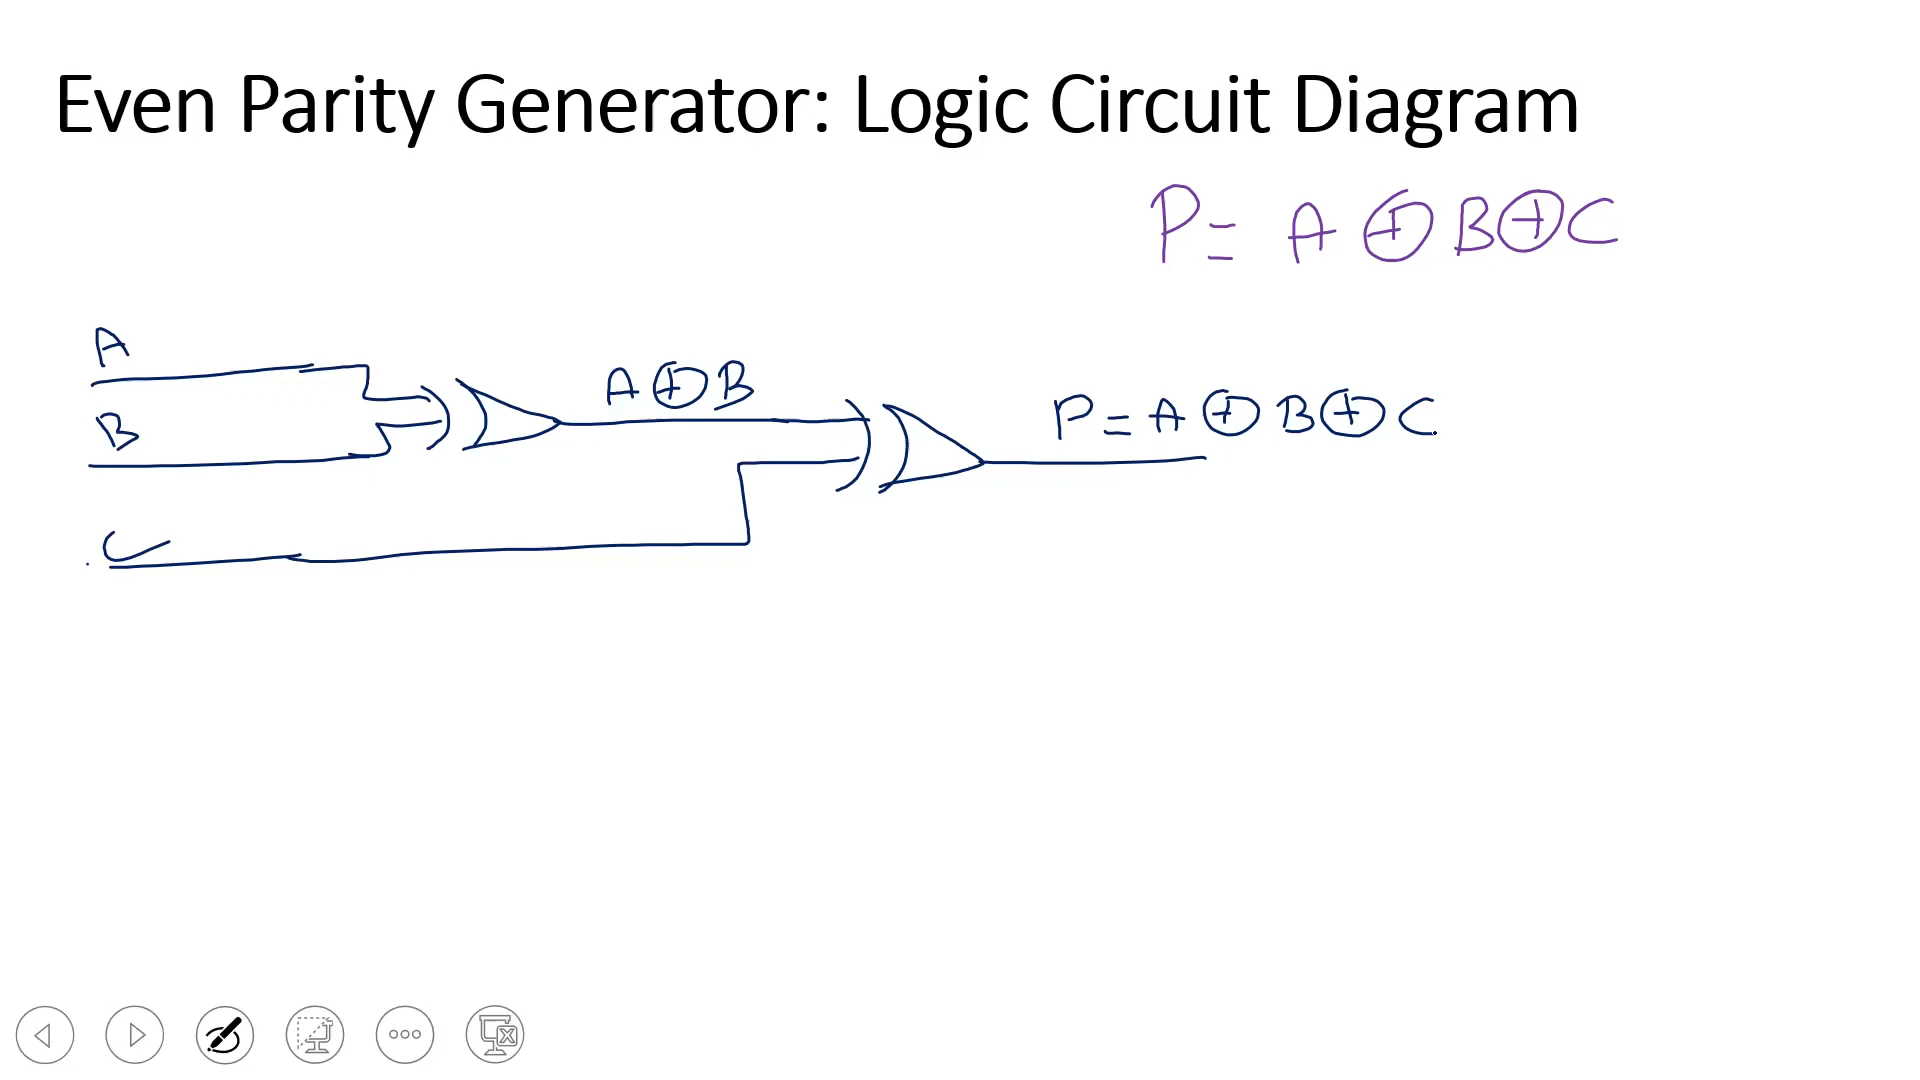 Even Parity Generator: Logic Circuit Diagram
P = A ⊕ B ⊕ C
A
A ⊕ B
P = A ⊕ B ⊕ C
B
C